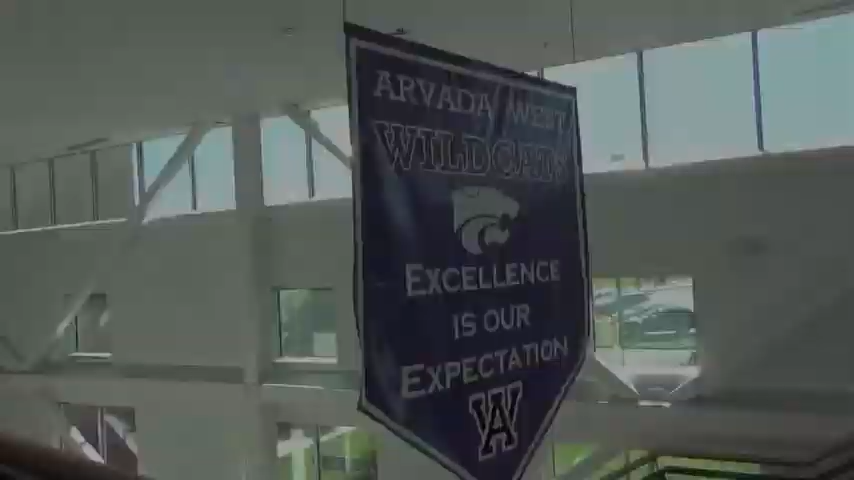 ARVADA WEST
WILDCATS
EXCELLENCE
IS OUR
EXPECTATION
AW